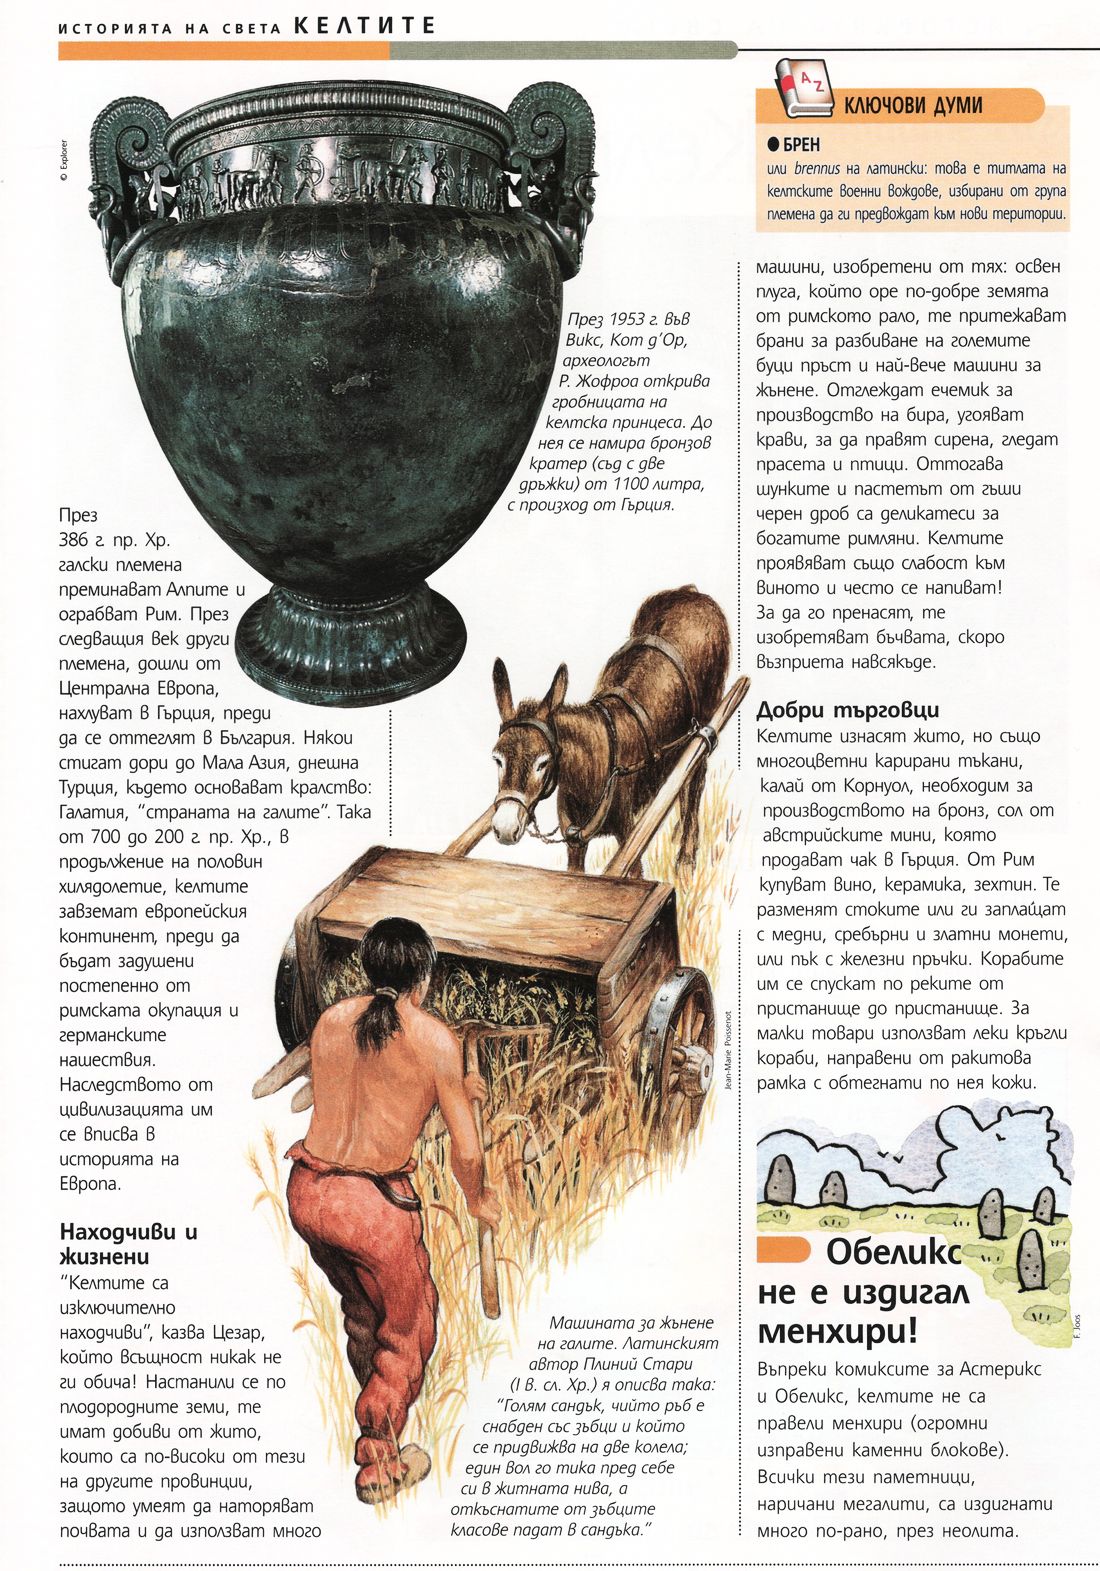 ИСТОРИЯТА НА СВЕТА КЕЛТИТЕ
© Explorer
A Z
КЛЮЧОВИ ДУМИ
● БРЕН
или brennus на латински: това е титлата на
келтските военни вождове, избирани от група
племена да ги предвождат към нови територии.
През 1953 г. във
Викс, Кот д’Ор,
археологът
Р. Жофроа открива
гробницата на
келтска принцеса. До
нея се намира бронзов
кратер (съд с две
дръжки) от 1100 литра,
с произход от Гърция.
През
386 г. пр. Хр.
галски племена
преминават Алпите и
ограбват Рим. През
следващия век други
племена, дошли от
Централна Европа,
нахлуват в Гърция, преди
да се оттеглят в България. Някои
стигат дори до Мала Азия, днешна
Турция, където основават кралство:
Галатия, “страната на галите”. Така
от 700 до 200 г. пр. Хр., в
продължение на половин
хилядолетие, келтите
завземат европейския
континент, преди да
бъдат задушени
постепенно от
римската окупация и
германските
нашествия.
Наследството от
цивилизацията им
се вписва в
историята на
Европа.
Находчиви и
жизнени
“Келтите са
изключително
находчиви”, казва Цезар,
който всъщност никак не
ги обича! Настанили се по
плодородните земи, те
имат добиви от жито,
които са по-високи от тези
на другите провинции,
защото умеят да наторяват
почвата и да използват много
машини, изобретени от тях: освен
плуга, който оре по-добре земята
от римското рало, те притежават
брани за разбиване на големите
буци пръст и най-вече машини за
жънене. Отглеждат ечемик за
производство на бира, угояват
крави, за да правят сирена, гледат
прасета и птици. Оттогава
шунките и пастетът от гъши
черен дроб са деликатеси за
богатите римляни. Келтите
проявяват също слабост към
виното и често се напиват!
За да го пренасят, те
изобретяват бъчвата, скоро
възприета навсякъде.
Добри търговци
Келтите изнасят жито, но също
многоцветни карирани тъкани,
калай от Корнуол, необходим за
производството на бронз, сол от
австрийските мини, която
продават чак в Гърция. От Рим
купуват вино, керамика, зехтин. Те
разменят стоките или ги заплащат
с медни, сребърни и златни монети,
или пък с железни пръчки. Корабите
им се спускат по реките от
пристанище до пристанище. За
малки товари използват леки кръгли
кораби, направени от ракитова
рамка с обтегнати по нея кожи.
Jean-Marie Poissenot
Машината за жънене
на галите. Латинският
автор Плиний Стари
(I в. сл. Хр.) я описва така:
“Голям сандък, чийто ръб е
снабден със зъбци и който
се придвижва на две колела;
един вол го тика пред себе
си в житната нива, а
откъснатите от зъбците
класове падат в сандъка.”
Обеликс
не е издигал
менхири!
F. Joos
Въпреки комиксите за Астерикс
и Обеликс, келтите не са
правели менхири (огромни
изправени каменни блокове).
Всички тези паметници,
наричани мегалити, са издигнати
много по-рано, през неолита.